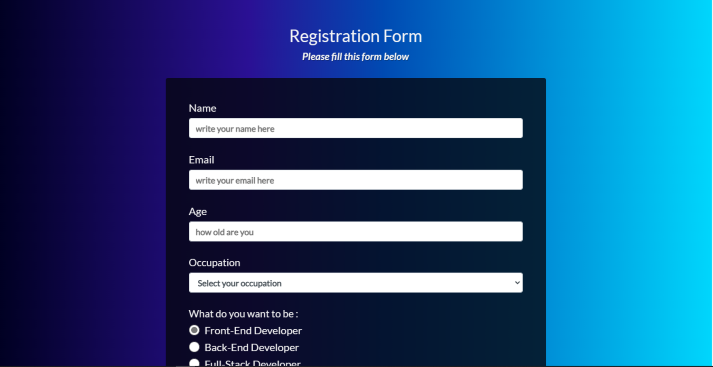 Registration Form
Please fill this form below
Name
write your name here
Email
write your email here
Age
how old are you
Occupation
Select your occupation
What do you want to be :
Front-End Developer
Back-End Developer
Full-Stack Developer